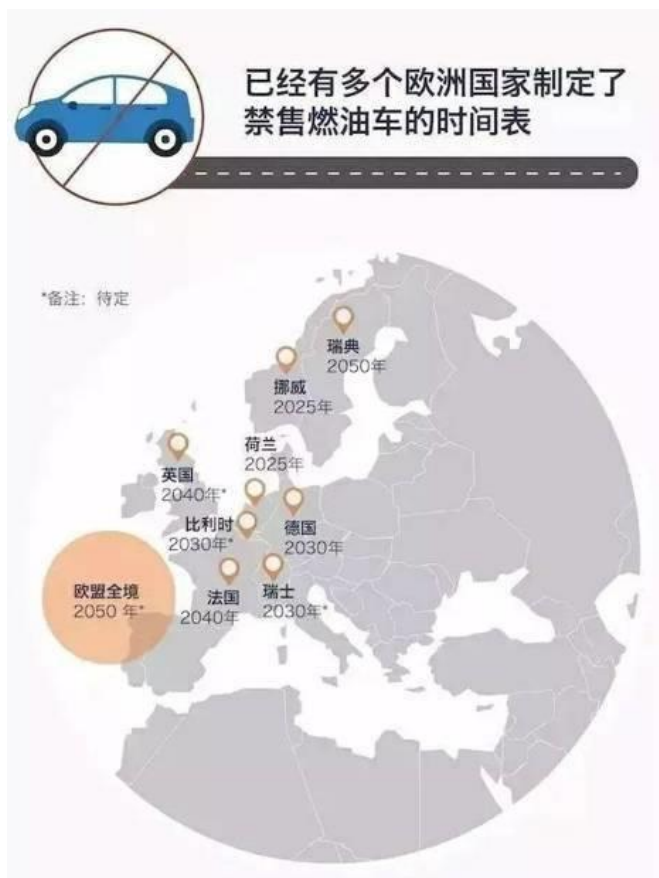 已经有多个欧洲国家制定了
禁售燃油车的时间表
*备注：待定
瑞典
2050年
挪威
2025年
荷兰
2025年
英国
2040年*
比利时
2030年*
德国
2030年
欧盟全境
2050 年*
法国
2040年
瑞士
2030年*